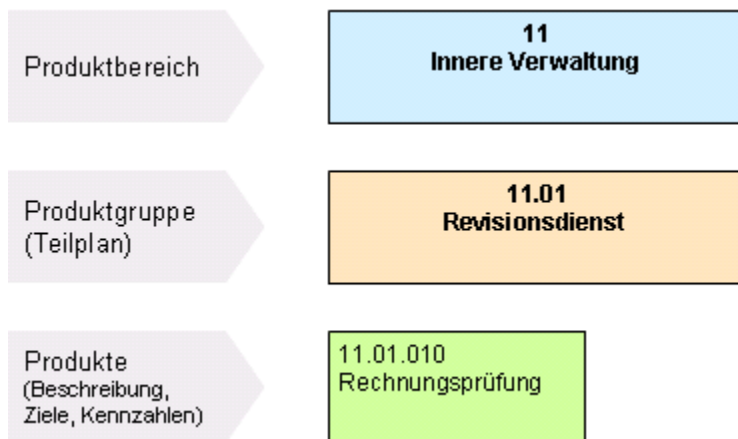 Produktbereich
11
Innere Verwaltung
Produktgruppe
(Teilplan)
11.01
Revisionsdienst
Produkte
(Beschreibung,
Ziele, Kennzahlen)
11.01.010
Rechnungsprüfung